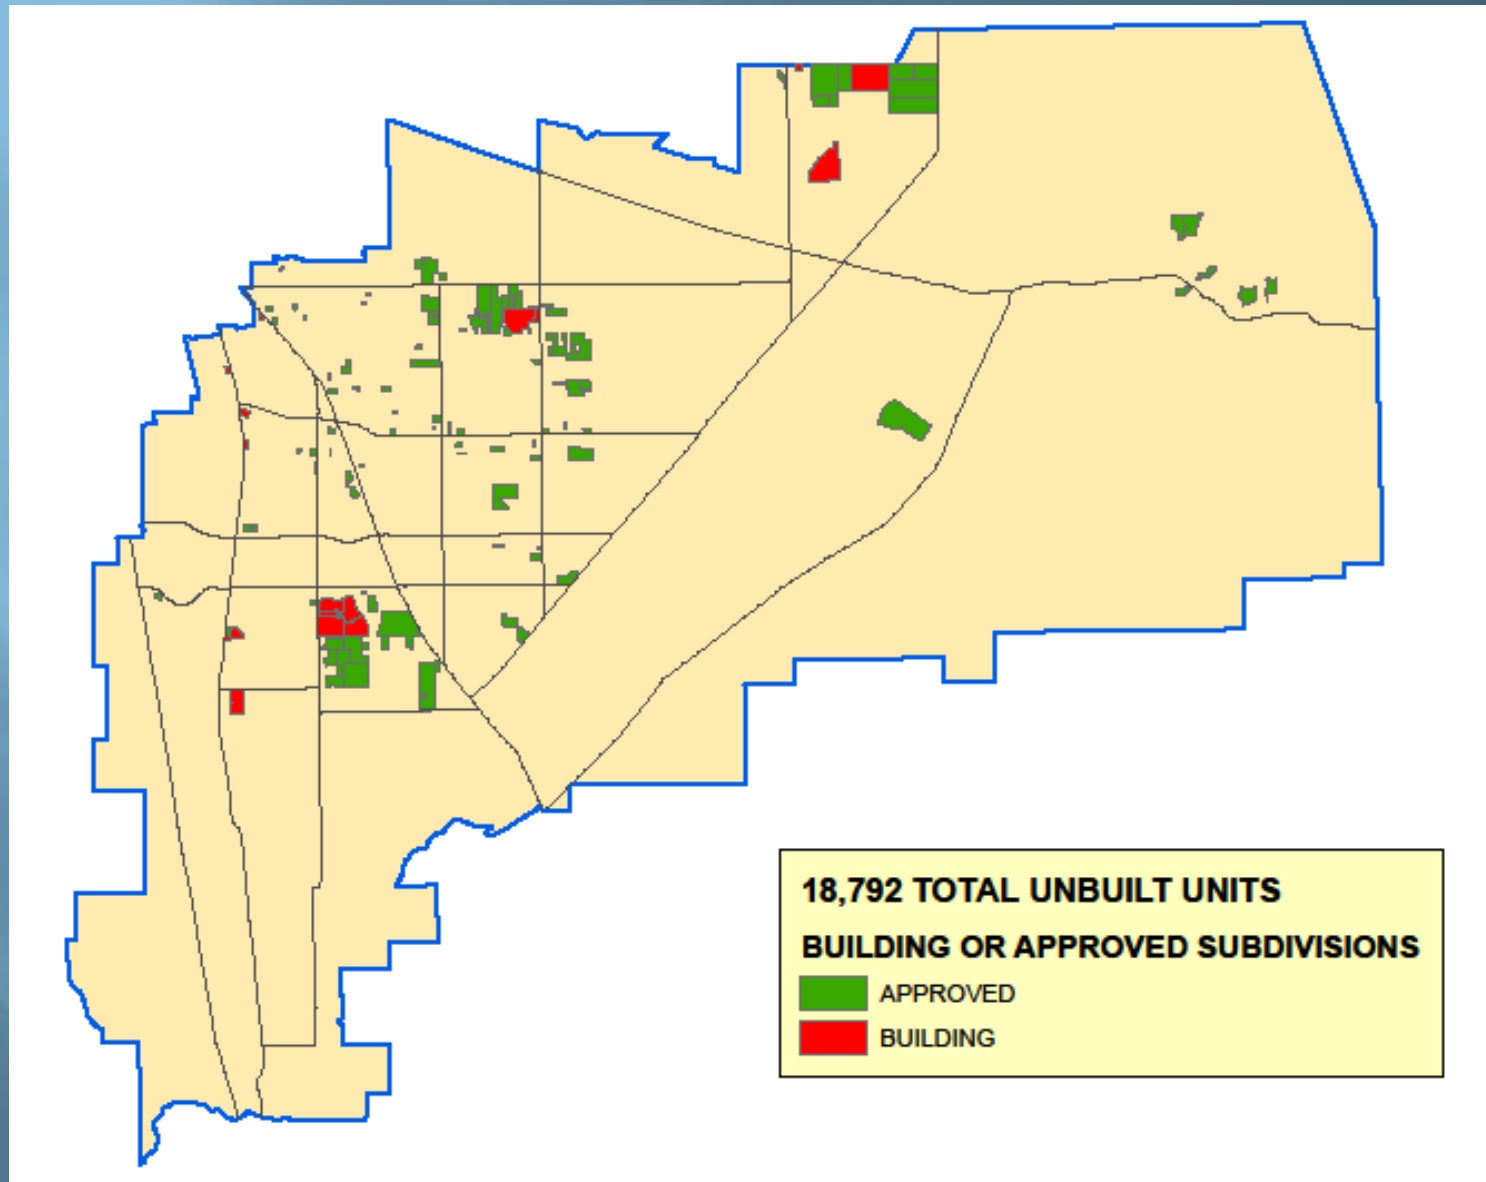 18,792 TOTAL UNBUILT UNITS
BUILDING OR APPROVED SUBDIVISIONS
APPROVED
BUILDING